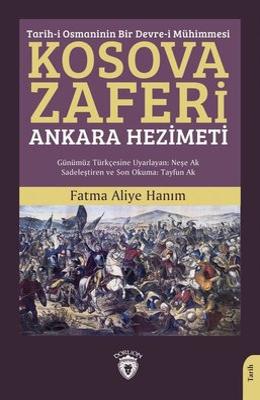 Tarih-i Osmaninin Bir Devre-i Mühimmesi
KOSOVA
ZAFERİ
ANKARA HEZİMETİ
Günümüz Türkçesine Uyarlayan: Neşe Ak
Sadeleştiren ve Son Okuma: Tayfun Ak
Fatma Aliye Hanım
DORLION
Tarih